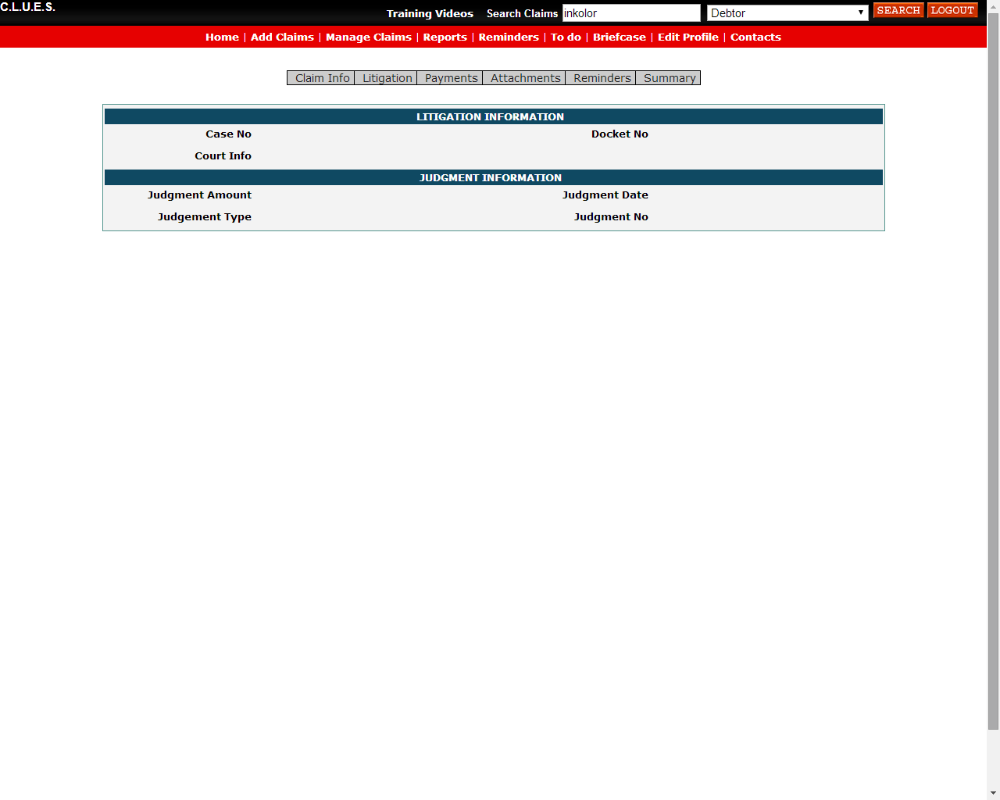 C.L.U.E.S.
Training Videos Search Claims inkolor Debtor SEARCH LOGOUT
Home | Add Claims | Manage Claims | Reports | Reminders | To do | Briefcase | Edit Profile | Contacts
Claim Info Litigation Payments Attachments Reminders Summary
LITIGATION INFORMATION
Case No Docket No
Court Info
JUDGMENT INFORMATION
Judgment Amount Judgment Date
Judgement Type Judgment No